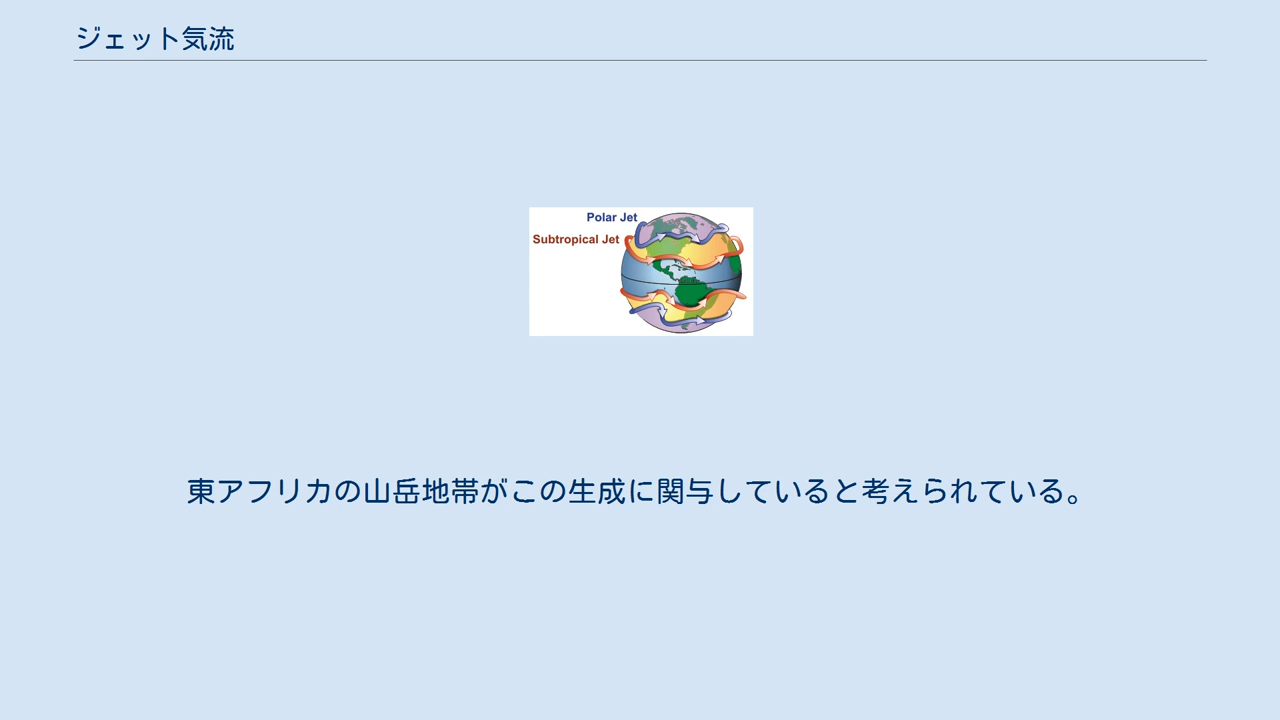 ジェット気流
Polar Jet
Subtropical Jet
東アフリカの山岳地帯がこの生成に関与していると考えられている。